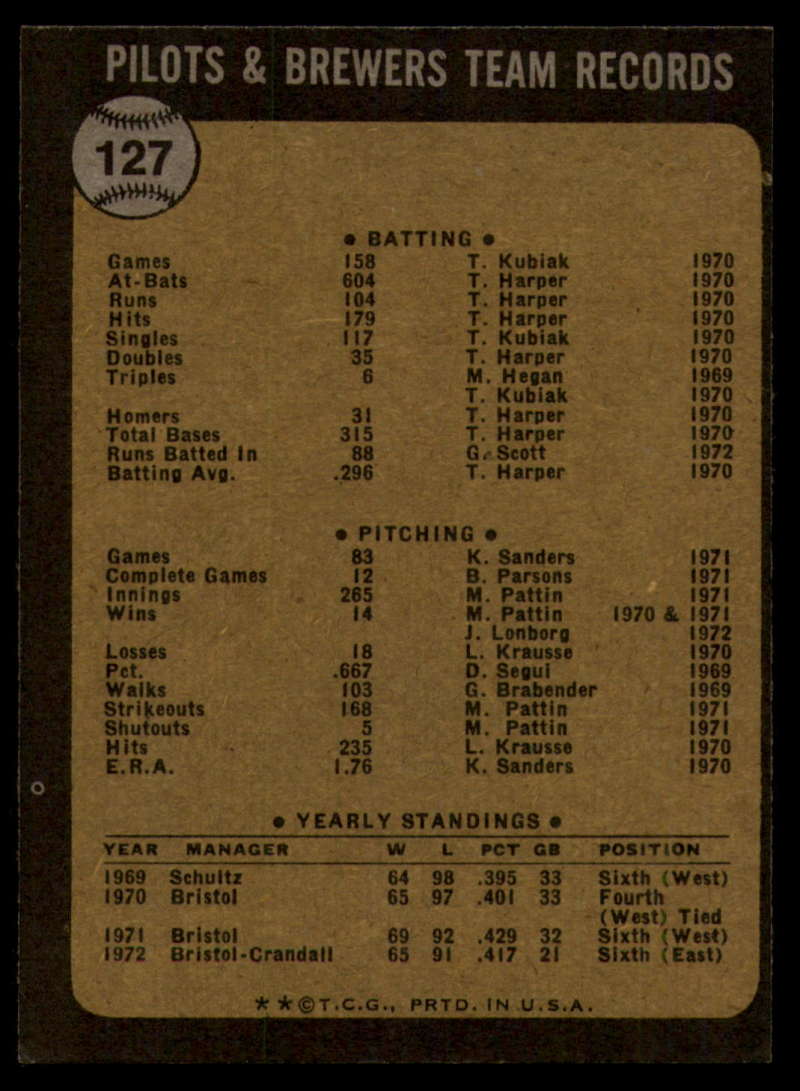 PILOTS & BREWERS TEAM RECORDS
127
• BATTING •
Games 158 T. Kubiak 1970
At-Bats 604 T. Harper 1970
Runs 104 T. Harper 1970
Hits 179 T. Harper 1970
Singles 117 T. Kubiak 1970
Doubles 35 T. Harper 1970
Triples 6 M. Hegan 1969
T. Kubiak 1970
Homers 31 T. Harper 1970
Total Bases 315 T. Harper 1970
Runs Batted In 88 G. Scott 1972
Batting Avg. .296 T. Harper 1970
• PITCHING •
Games 83 K. Sanders 1971
Complete Games 12 B. Parsons 1971
Innings 265 M. Pattin 1971
Wins 14 M. Pattin 1970 & 1971
J. Lonborg 1972
Losses 18 L. Krausse 1970
Pct. .667 D. Segui 1969
Walks 103 G. Brabender 1969
Strikeouts 168 M. Pattin 1971
Shutouts 5 M. Pattin 1971
Hits 235 L. Krausse 1970
E.R.A. 1.76 K. Sanders 1970
• YEARLY STANDINGS •
YEAR MANAGER W L PCT GB POSITION
1969 Schultz 64 98 .395 33 Sixth (West)
1970 Bristol 65 97 .401 33 Fourth
(West) Tied
1971 Bristol 69 92 .429 32 Sixth (West)
1972 Bristol-Crandall 65 91 .417 21 Sixth (East)
* * © T.C.G., PRTD. IN U.S.A.